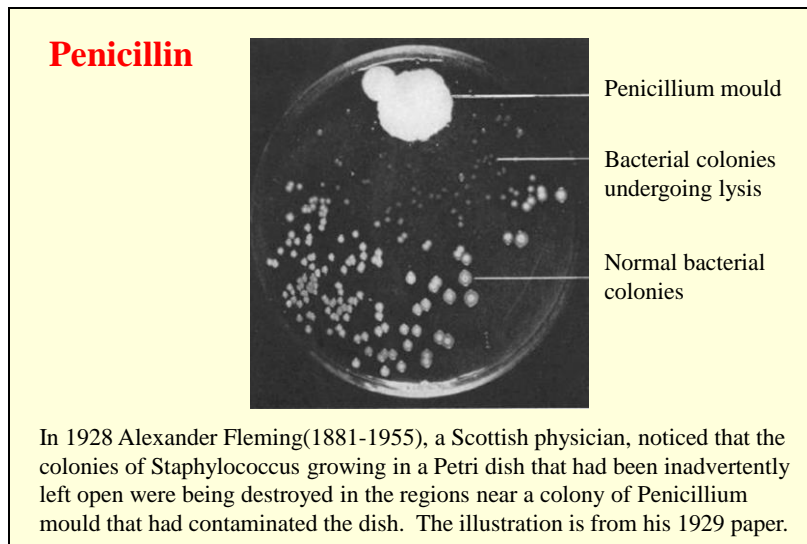 Penicillin
Penicillium mould
Bacterial colonies
undergoing lysis
Normal bacterial
colonies
In 1928 Alexander Fleming(1881-1955), a Scottish physician, noticed that the
colonies of Staphylococcus growing in a Petri dish that had been inadvertently
left open were being destroyed in the regions near a colony of Penicillium
mould that had contaminated the dish.  The illustration is from his 1929 paper.